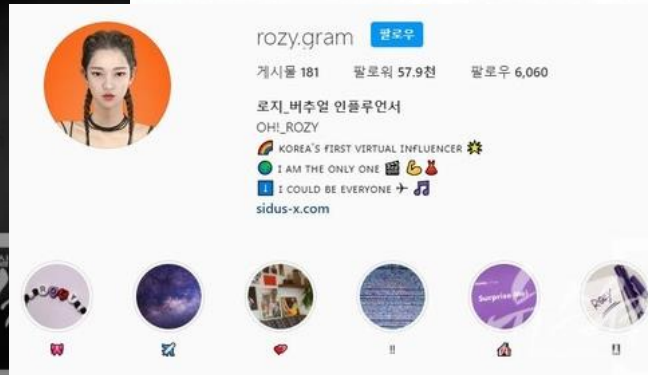 rozy.gram 팔로우
게시물 181 팔로워 57.9천 팔로우 6,060
로지_버추얼 인플루언서
OH!_ROZY
🌈 KOREA'S fIRST VIRTUAL INfLUENCER 🌟
🌍 I AM THE ONLY ONE 🎬 💪👗
⬇️ I COULD BE EVERYONE ✈ 🎵
sidus-x.com
ROZY
!!